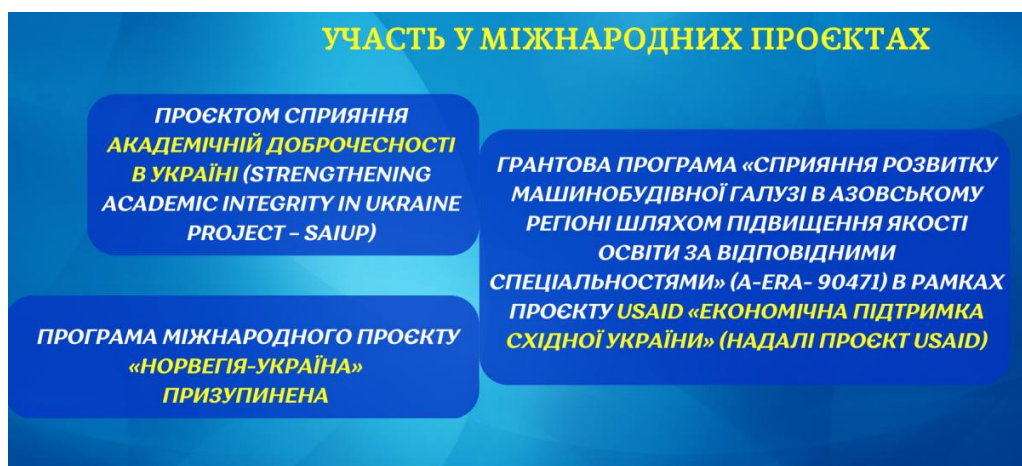 УЧАСТЬ У МІЖНАРОДНИХ ПРОЄКТАХ
ПРОЄКТОМ СПРИЯННЯ
АКАДЕМІЧНІЙ ДОБРОЧЕСНОСТІ
В УКРАЇНІ (STRENGTHENING
ACADEMIC INTEGRITY IN UKRAINE
PROJECT – SAIUP)
ПРОГРАМА МІЖНАРОДНОГО ПРОЄКТУ
«НОРВЕГІЯ-УКРАЇНА»
ПРИЗУПИНЕНА
ГРАНТОВА ПРОГРАМА «СПРИЯННЯ РОЗВИТКУ
МАШИНОБУДІВНОЇ ГАЛУЗІ В АЗОВСЬКОМУ
РЕГІОНІ ШЛЯХОМ ПІДВИЩЕННЯ ЯКОСТІ
ОСВІТИ ЗА ВІДПОВІДНИМИ
СПЕЦІАЛЬНОСТЯМИ» (A-ERA- 90471) В РАМКАХ
ПРОЄКТУ USAID «ЕКОНОМІЧНА ПІДТРИМКА
СХІДНОЇ УКРАЇНИ» (НАДАЛІ ПРОЄКТ USAID)